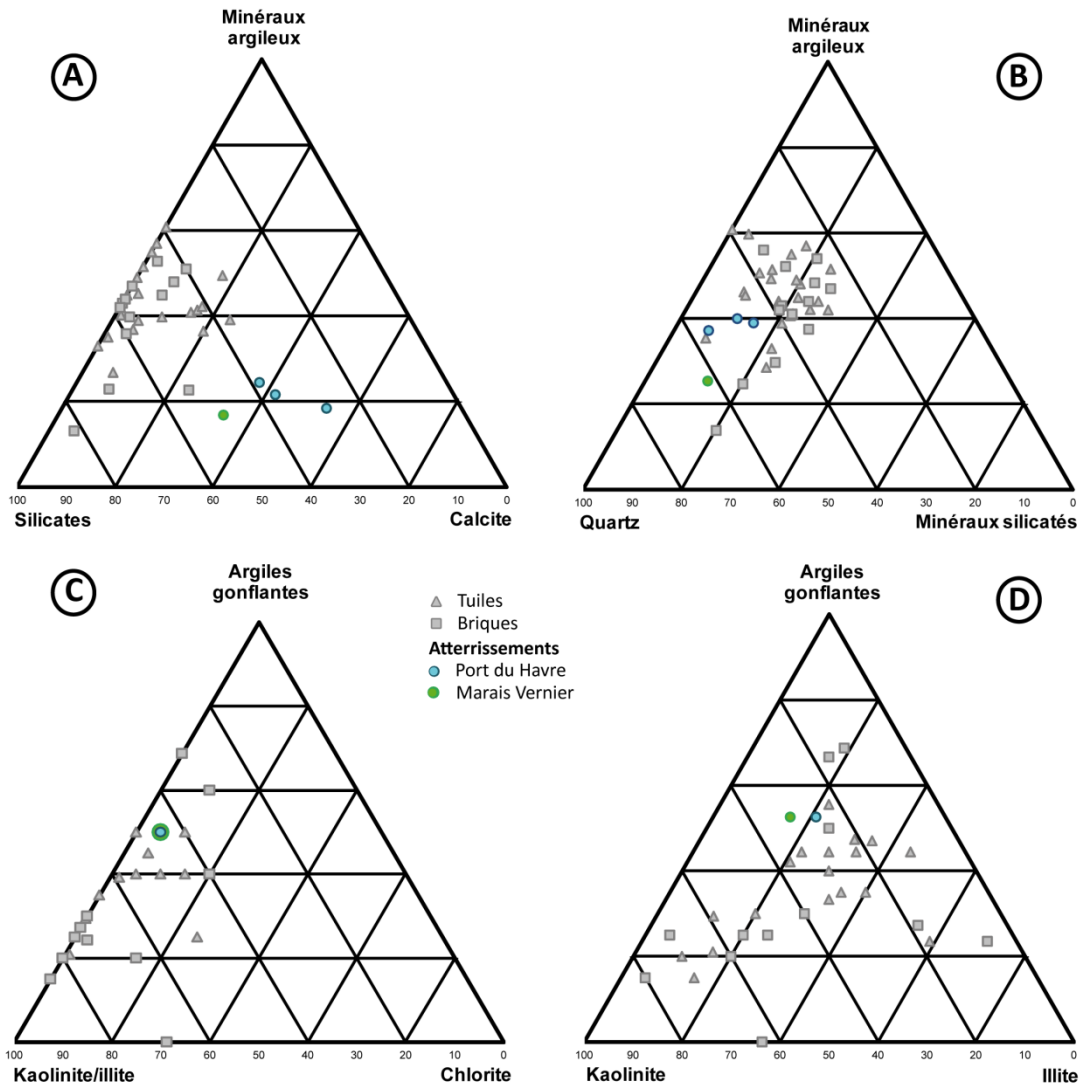 Minéraux
argileux
A
100 90 80 70 60 50 40 30 20 10 0
Silicates Calcite
Minéraux
argileux
B
100 90 80 70 60 50 40 30 20 10 0
Quartz Minéraux silicatés
Argiles
gonflantes
C
100 90 80 70 60 50 40 30 20 10 0
Kaolinite/illite Chlorite
Tuiles
Briques
Atterrissements
Port du Havre
Marais Vernier
Argiles
gonflantes
D
100 90 80 70 60 50 40 30 20 10 0
Kaolinite Illite